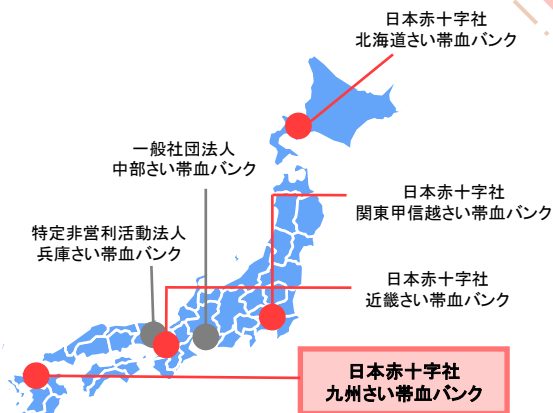 日本赤十字社
北海道さい帯血バンク
一般社団法人
中部さい帯血バンク
日本赤十字社
関東甲信越さい帯血バンク
特定非営利活動法人
兵庫さい帯血バンク
日本赤十字社
近畿さい帯血バンク
日本赤十字社
九州さい帯血バンク